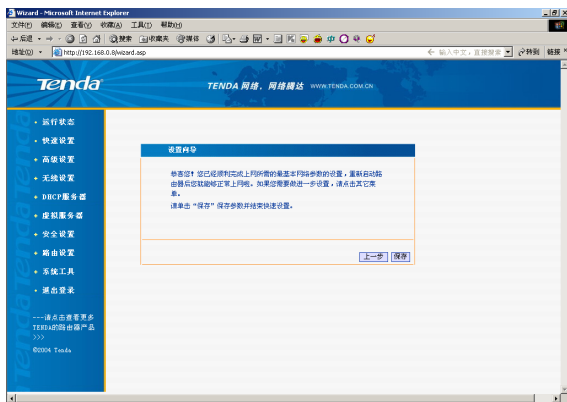 Wizard - Microsoft Internet Explorer
文件(F) 编辑(E) 查看(V) 收藏(A) 工具(T) 帮助(H)
后退 搜索 收藏夹 媒体
地址(D) http://192.168.0.8/wizard.asp 输入中文，直接搜索 转到 链接
Tenda TENDA 网络，网络腾达 WWW.TENDA.COM.CN
运行状态
快速设置
高级设置
无线设置
DHCP服务器
虚拟服务器
安全设置
路由设置
系统工具
退出登录
---请点击查看更多
TENDA的路由器产品
>>>
©2004 Tenda
设置向导
恭喜您！您已经顺利完成上网所需的最基本网络参数的设置，重新启动路
由器后您就能够正常上网啦。如果您需要做进一步设置，请点击其它菜
单。
请单击“保存”保存参数并结束快速设置。
上一步 保存